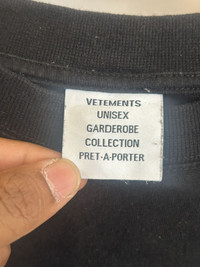 VETEMENTS
UNISEX
GARDEROBE
COLLECTION
PRET-A-PORTER